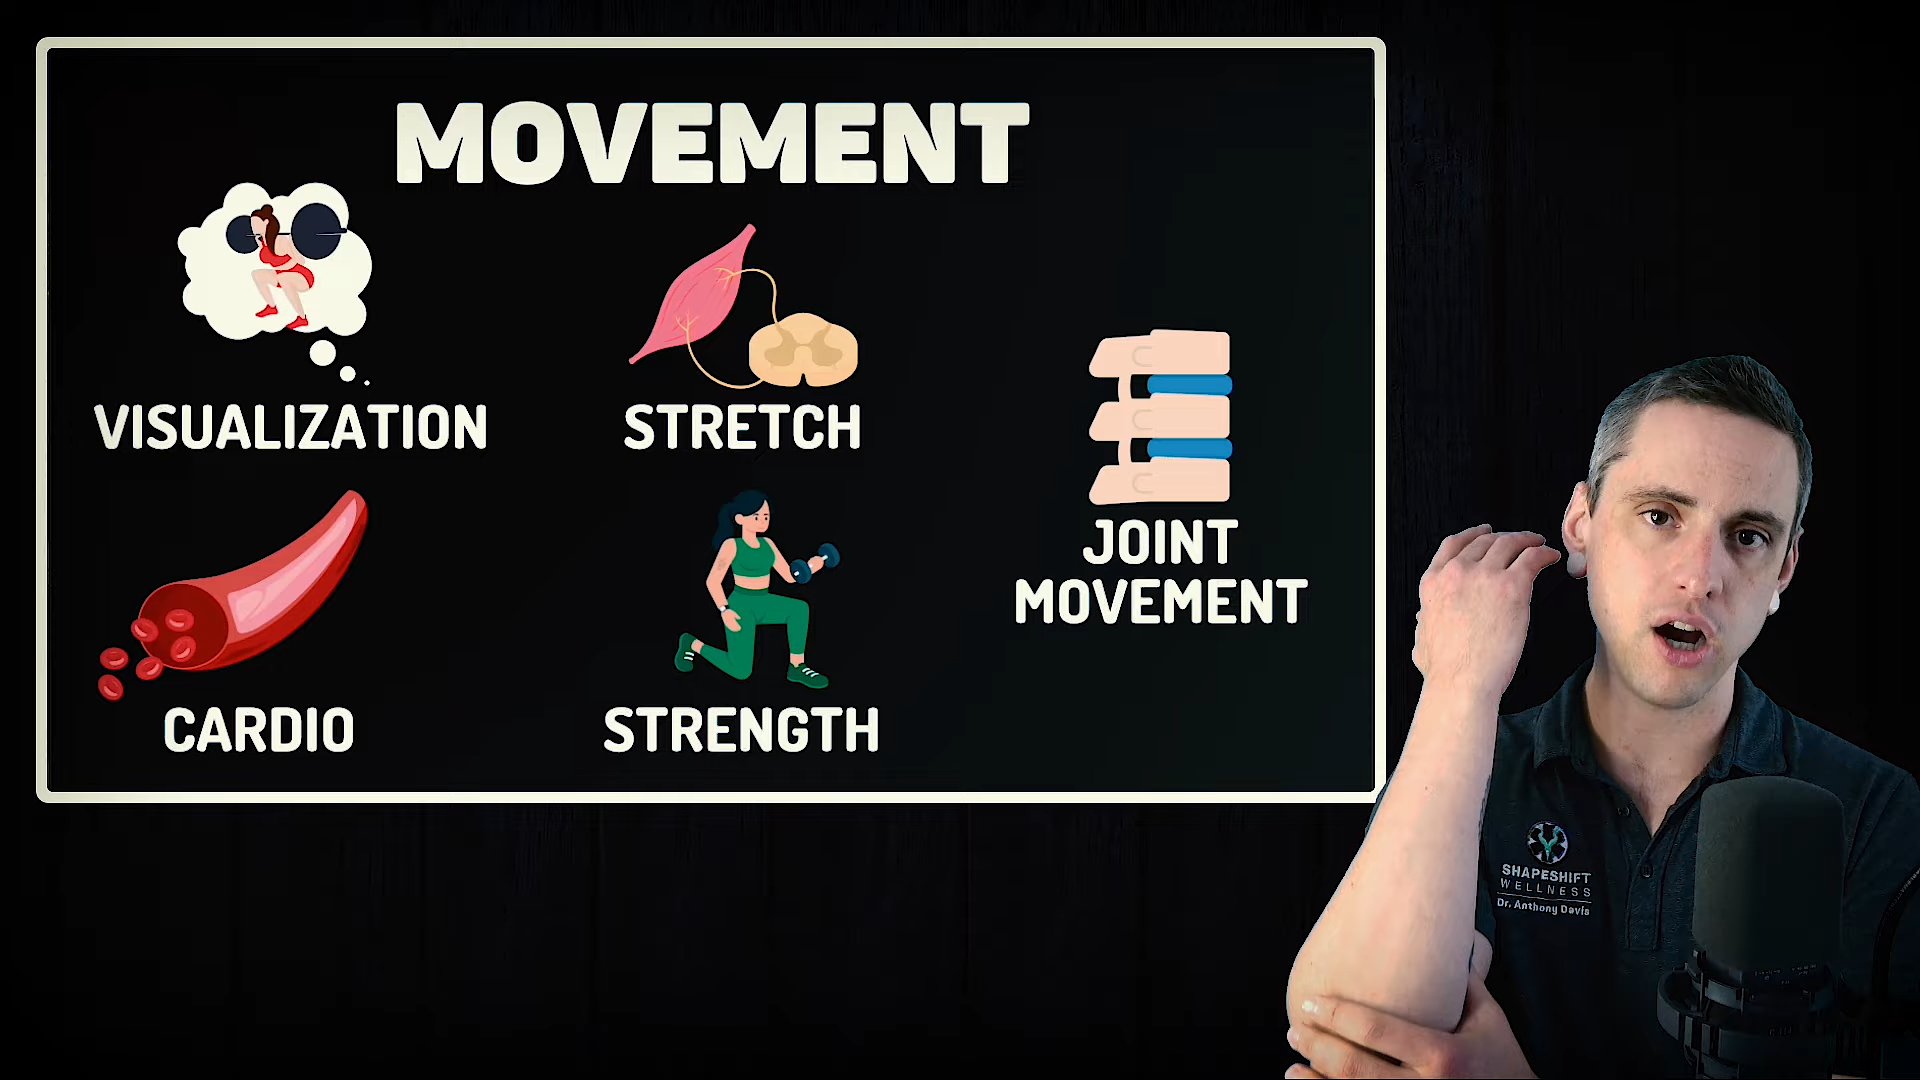 MOVEMENT
VISUALIZATION
STRETCH
CARDIO
STRENGTH
JOINT
MOVEMENT
SHAPESHIFT
WELLNESS
Dr. Anthony Davis